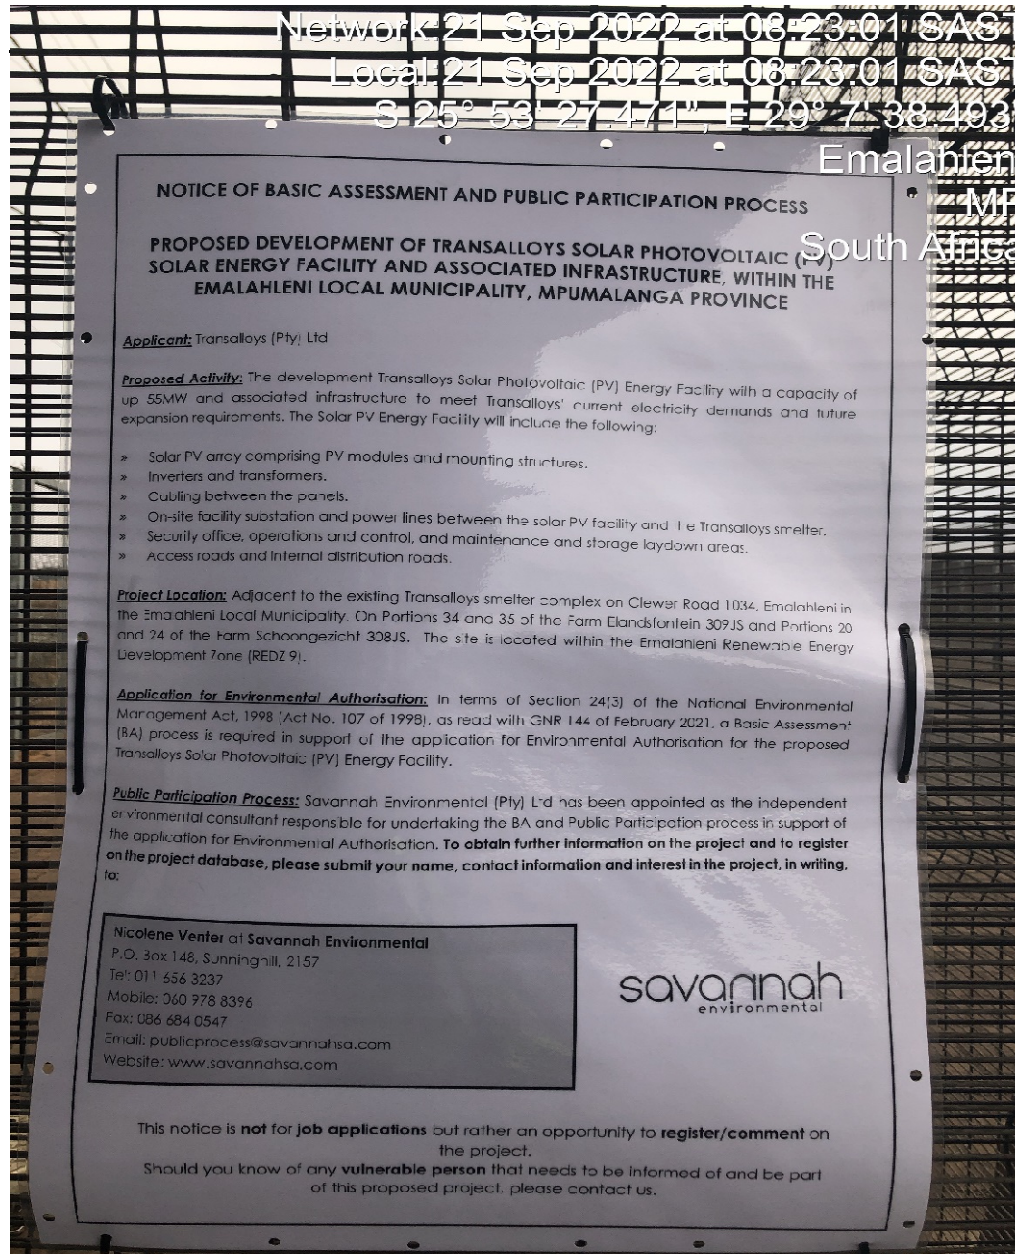 Network:21 Sep 2022 at 08:23:01 SAST
Local:21 Sep 2022 at 08:23:01 SAST
S 25° 53' 27.471", E 29° 7' 38.493"
Emalahlen
MP
South Africa
NOTICE OF BASIC ASSESSMENT AND PUBLIC PARTICIPATION PROCESS
PROPOSED DEVELOPMENT OF TRANSALLOYS SOLAR PHOTOVOLTAIC (PV)
SOLAR ENERGY FACILITY AND ASSOCIATED INFRASTRUCTURE, WITHIN THE
EMALAHLENI LOCAL MUNICIPALITY, MPUMALANGA PROVINCE
Applicant: Transalloys (Pty) Ltd
Proposed Activity: The development Transalloys Solar Photovoltaic (PV) Energy Facility with a capacity of
up 55MW and associated infrastructure to meet Transalloys' current electricity demands and future
expansion requirements. The Solar PV Energy Facility will include the following:
» Solar PV array comprising PV modules and mounting structures.
» Inverters and transformers.
» Cabling between the panels.
» On-site facility substation and power lines between the solar PV facility and the Transalloys smelter.
» Security office, operations and control, and maintenance and storage laydown areas.
» Access roads and internal distribution roads.
Project Location: Adjacent to the existing Transalloys smelter complex on Clewer Road 1034, Emalahleni in
the Emalahleni Local Municipality. On Portions 34 and 35 of the Farm Elandsfontein 309JS and Portions 20
and 24 of the Farm Schoongezicht 308JS. The site is located within the Emalahleni Renewable Energy
Development Zone (REDZ 9).
Application for Environmental Authorisation: In terms of Section 24(5) of the National Environmental
Management Act, 1998 (Act No. 107 of 1998), as read with GNR 144 of February 2021, a Basic Assessment
(BA) process is required in support of the application for Environmental Authorisation for the proposed
Transalloys Solar Photovoltaic (PV) Energy Facility.
Public Participation Process: Savannah Environmental (Pty) Ltd has been appointed as the independent
environmental consultant responsible for undertaking the BA and Public Participation process in support of
the application for Environmental Authorisation. To obtain further information on the project and to register
on the project database, please submit your name, contact information and interest in the project, in writing,
to:
Nicolene Venter at Savannah Environmental
P.O. Box 148, Sunninghill, 2157
Tel: 011 656 3237
Mobile: 060 978 8396
Fax: 086 684 0547
Email: publicprocess@savannahsa.com
Website: www.savannahsa.com
savannah
environmental
This notice is not for job applications but rather an opportunity to register/comment on
the project.
Should you know of any vulnerable person that needs to be informed of and be part
of this proposed project, please contact us.